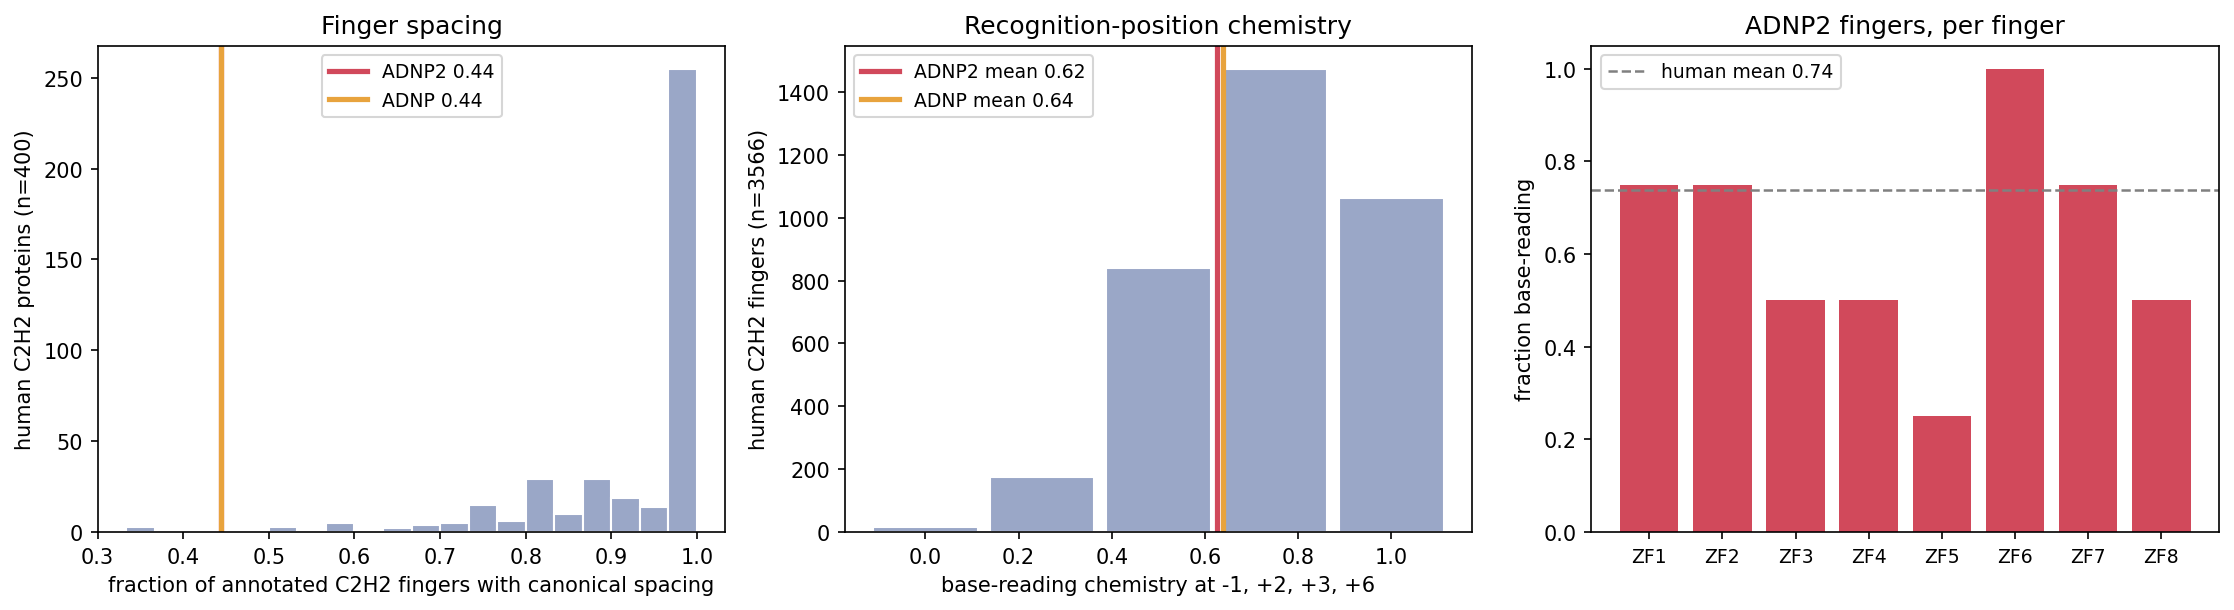 Finger spacing
ADNP2 0.44
ADNP 0.44
human C2H2 proteins (n=400)
250
200
150
100
50
0
0.3 0.4 0.5 0.6 0.7 0.8 0.9 1.0
fraction of annotated C2H2 fingers with canonical spacing
Recognition-position chemistry
ADNP2 mean 0.62
ADNP mean 0.64
human C2H2 fingers (n=3566)
1400
1200
1000
800
600
400
200
0
0.0 0.2 0.4 0.6 0.8 1.0
base-reading chemistry at -1, +2, +3, +6
ADNP2 fingers, per finger
human mean 0.74
fraction base-reading
1.0
0.8
0.6
0.4
0.2
0.0
ZF1 ZF2 ZF3 ZF4 ZF5 ZF6 ZF7 ZF8